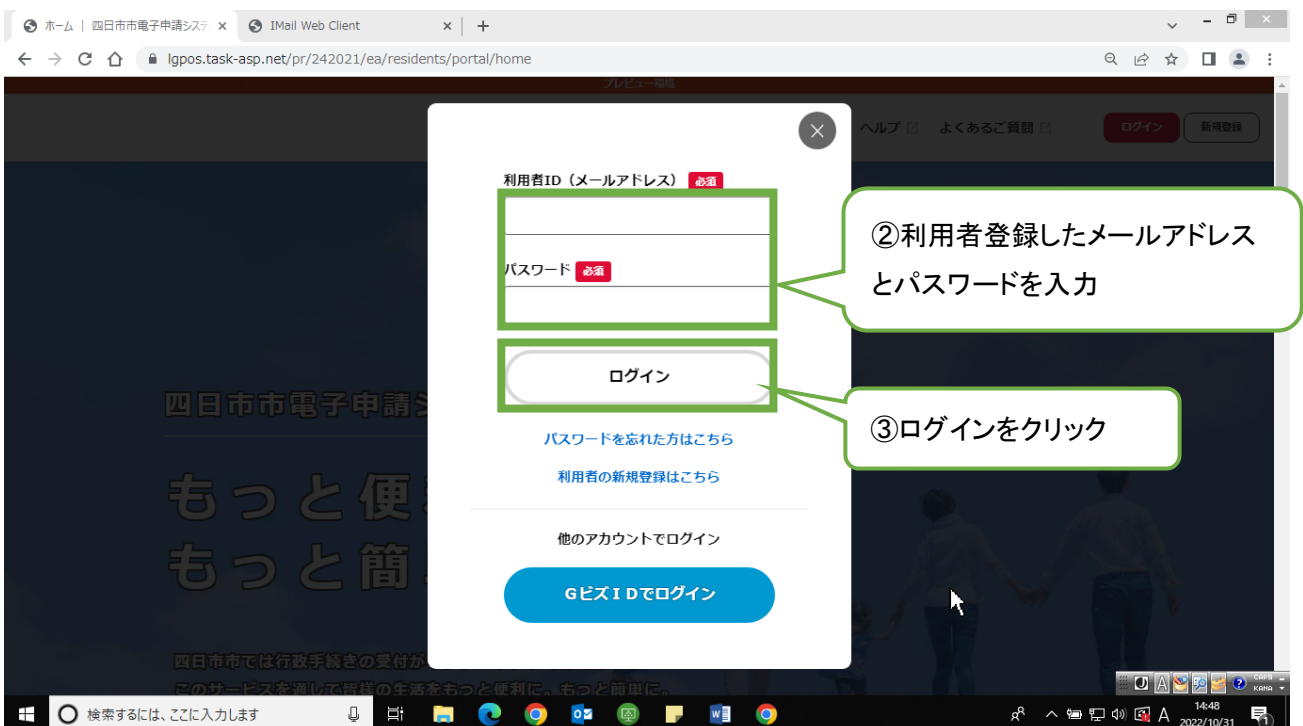 ホーム | 四日市市電子申請システ
IMail Web Client
lgpos.task-asp.net/pr/242021/ea/residents/portal/home
プレビュー環境
ヘルプ
よくあるご質問
ログイン
新規登録
利用者ID（メールアドレス） 必須
パスワード 必須
②利用者登録したメールアドレス
とパスワードを入力
ログイン
③ログインをクリック
パスワードを忘れた方はこちら
利用者の新規登録はこちら
他のアカウントでログイン
GビズIDでログイン
四日市市電子申請シ
もっと便
もっと簡
四日市市では行政手続きの受付か
このサービスを通して皆様の生活をもっと便利に。もっと簡単に。
検索するには、ここに入力します
A
CAPS
KANA
A
14:48
2022/10/31